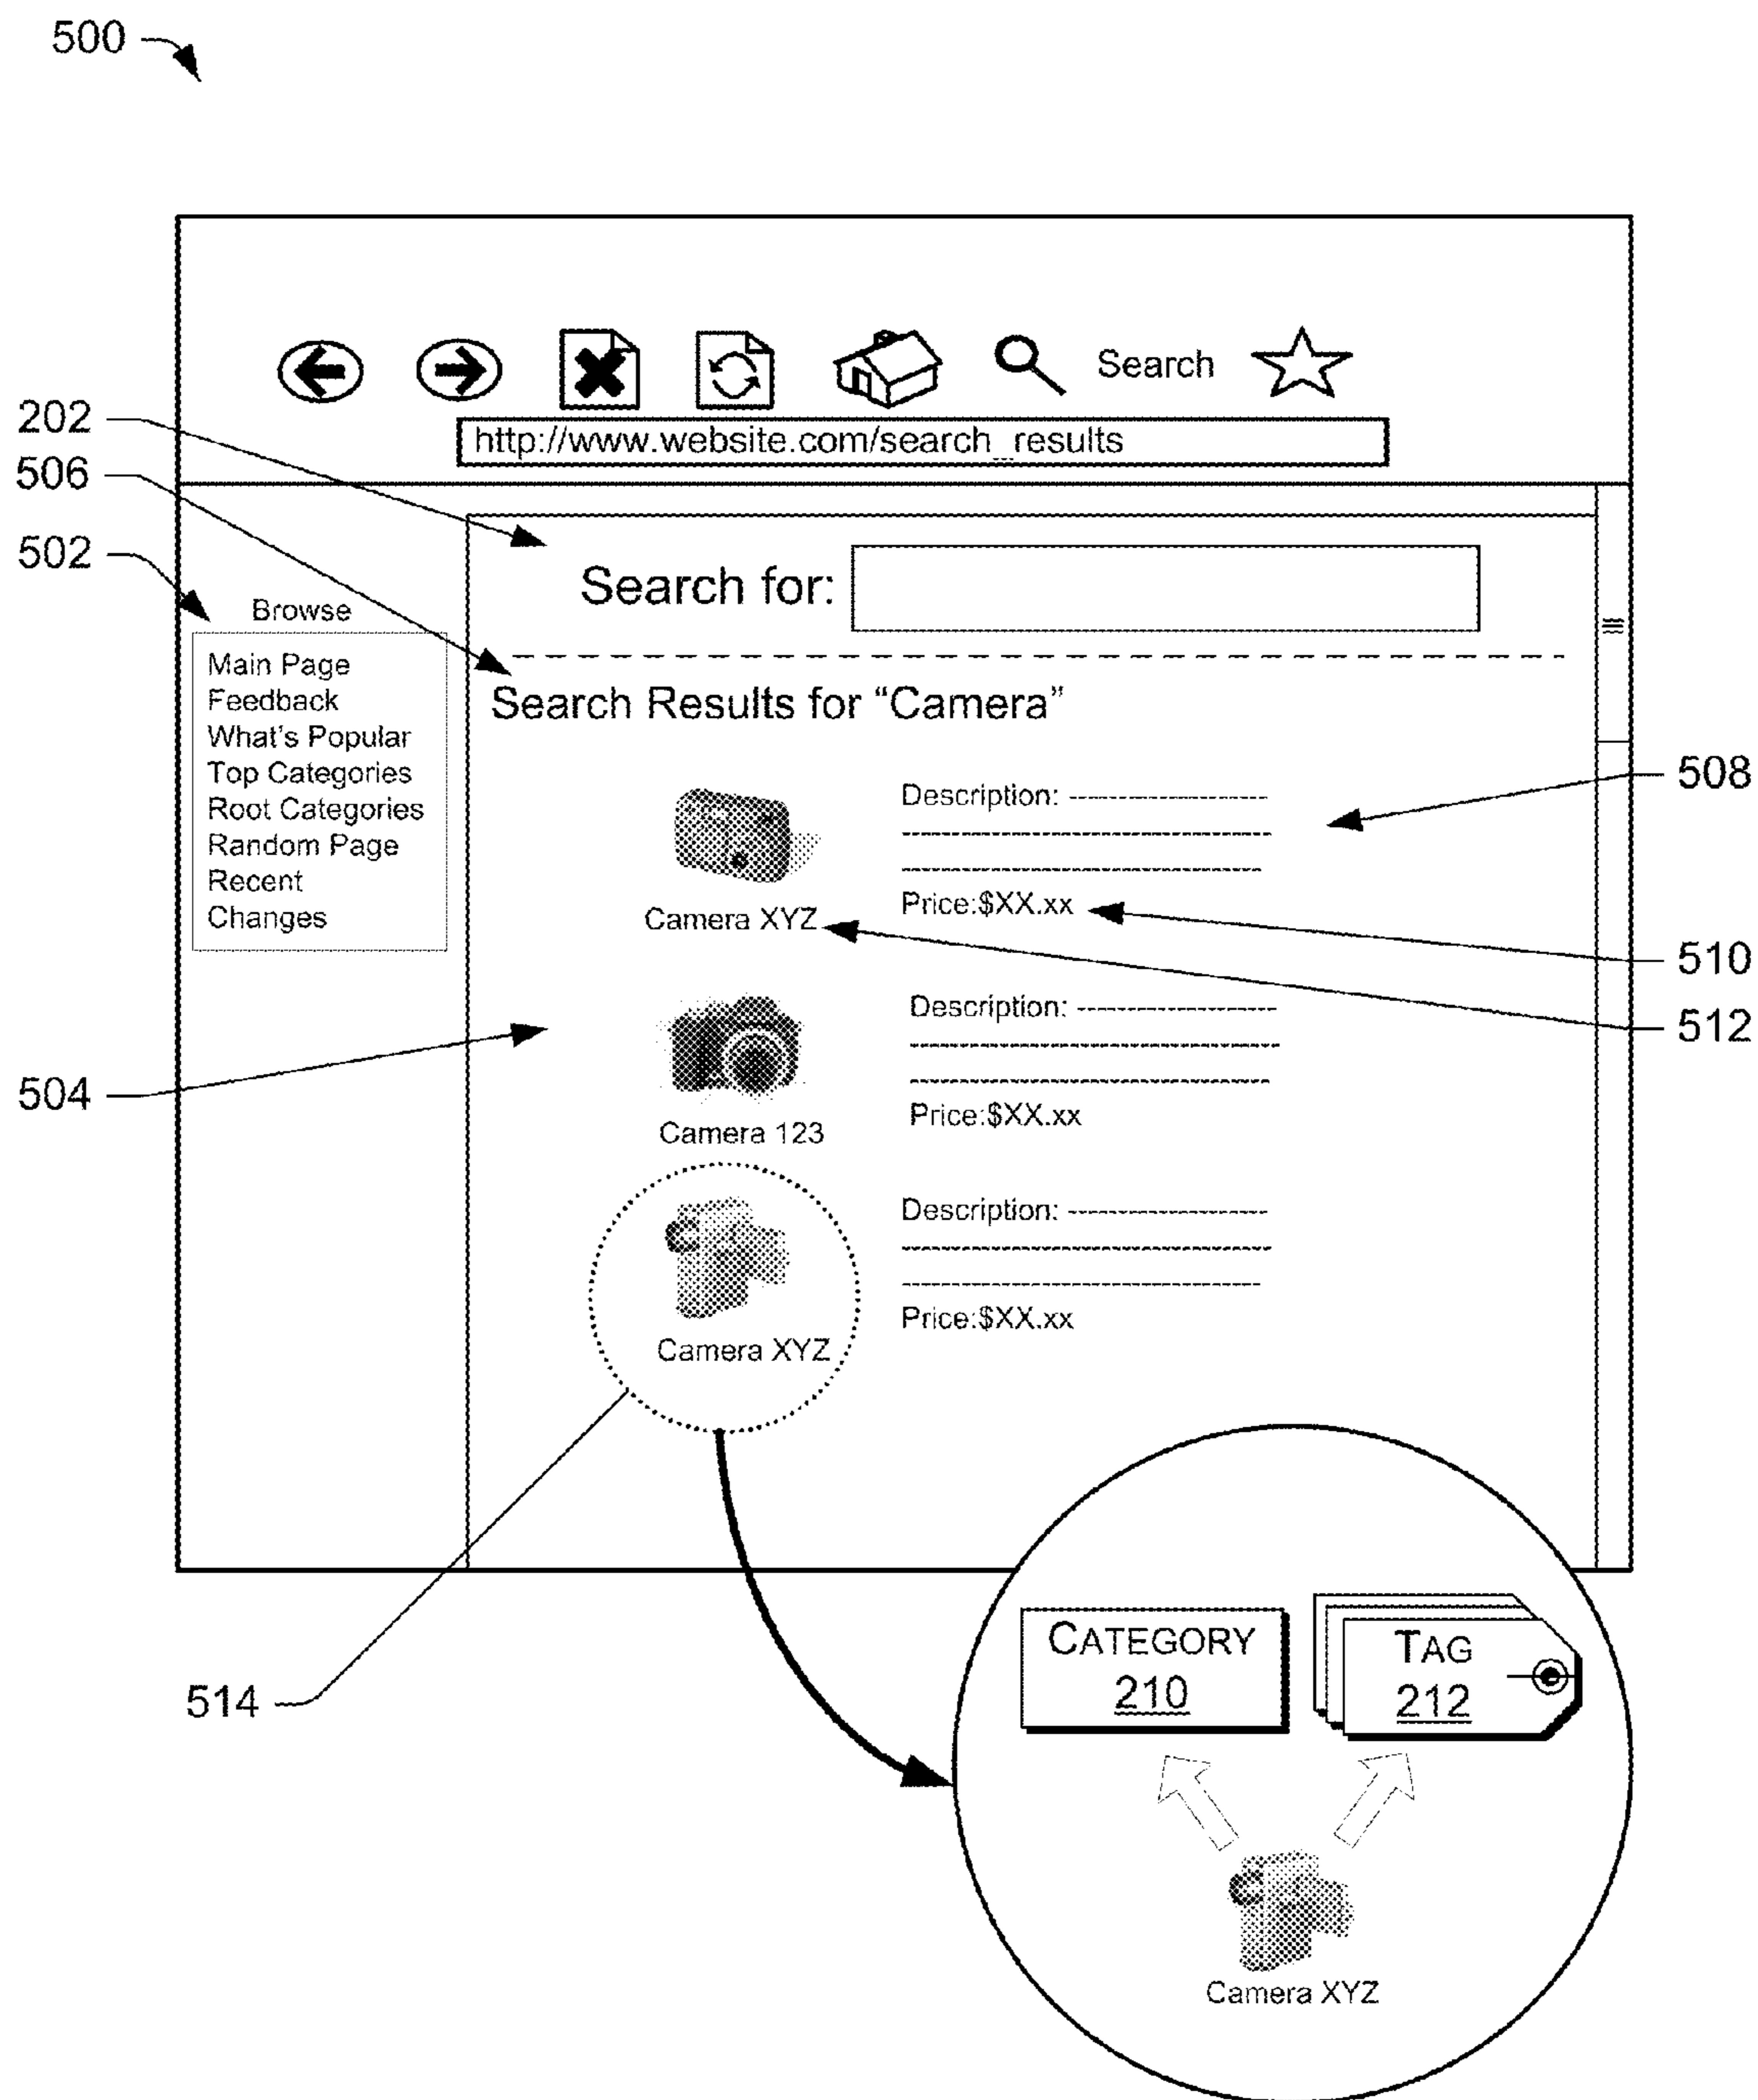 500
Search
202
http://www.website.com/search_results
506
502
Search for:
Browse
Main Page
Feedback
What's Popular
Top Categories
Root Categories
Random Page
Recent
Changes
Search Results for “Camera”
508
Description:
Price:$XX.xx
Camera XYZ
510
512
504
Description:
Price:$XX.xx
Camera 123
Description:
Price:$XX.xx
Camera XYZ
514
CATEGORY
210
TAG
212
Camera XYZ